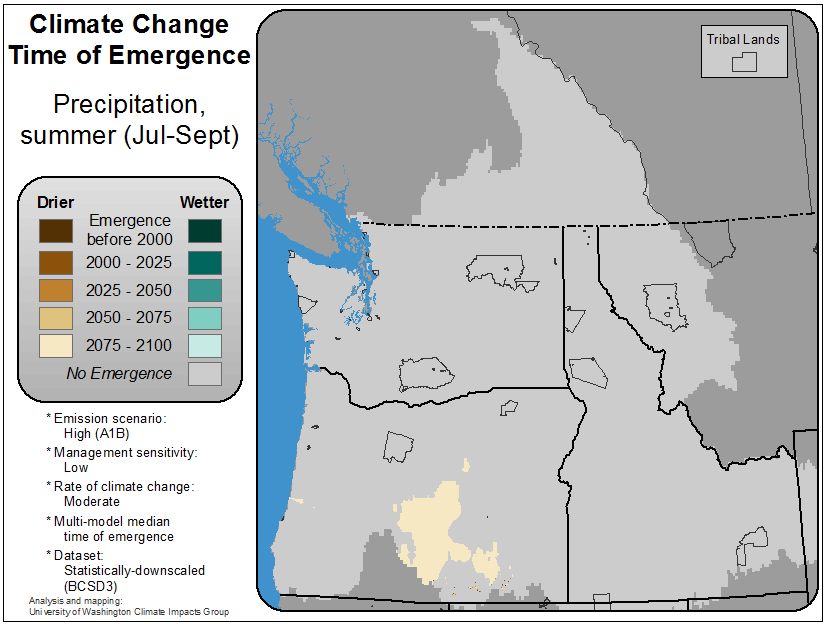 Climate Change
Time of Emergence
Precipitation,
summer (Jul-Sept)
Drier
Wetter
Emergence
before 2000
2000 - 2025
2025 - 2050
2050 - 2075
2075 - 2100
No Emergence
* Emission scenario:
High (A1B)
* Management sensitivity:
Low
* Rate of climate change:
Moderate
* Multi-model median
time of emergence
* Dataset:
Statistically-downscaled
(BCSD3)
Analysis and mapping:
University of Washington Climate Impacts Group
Tribal Lands